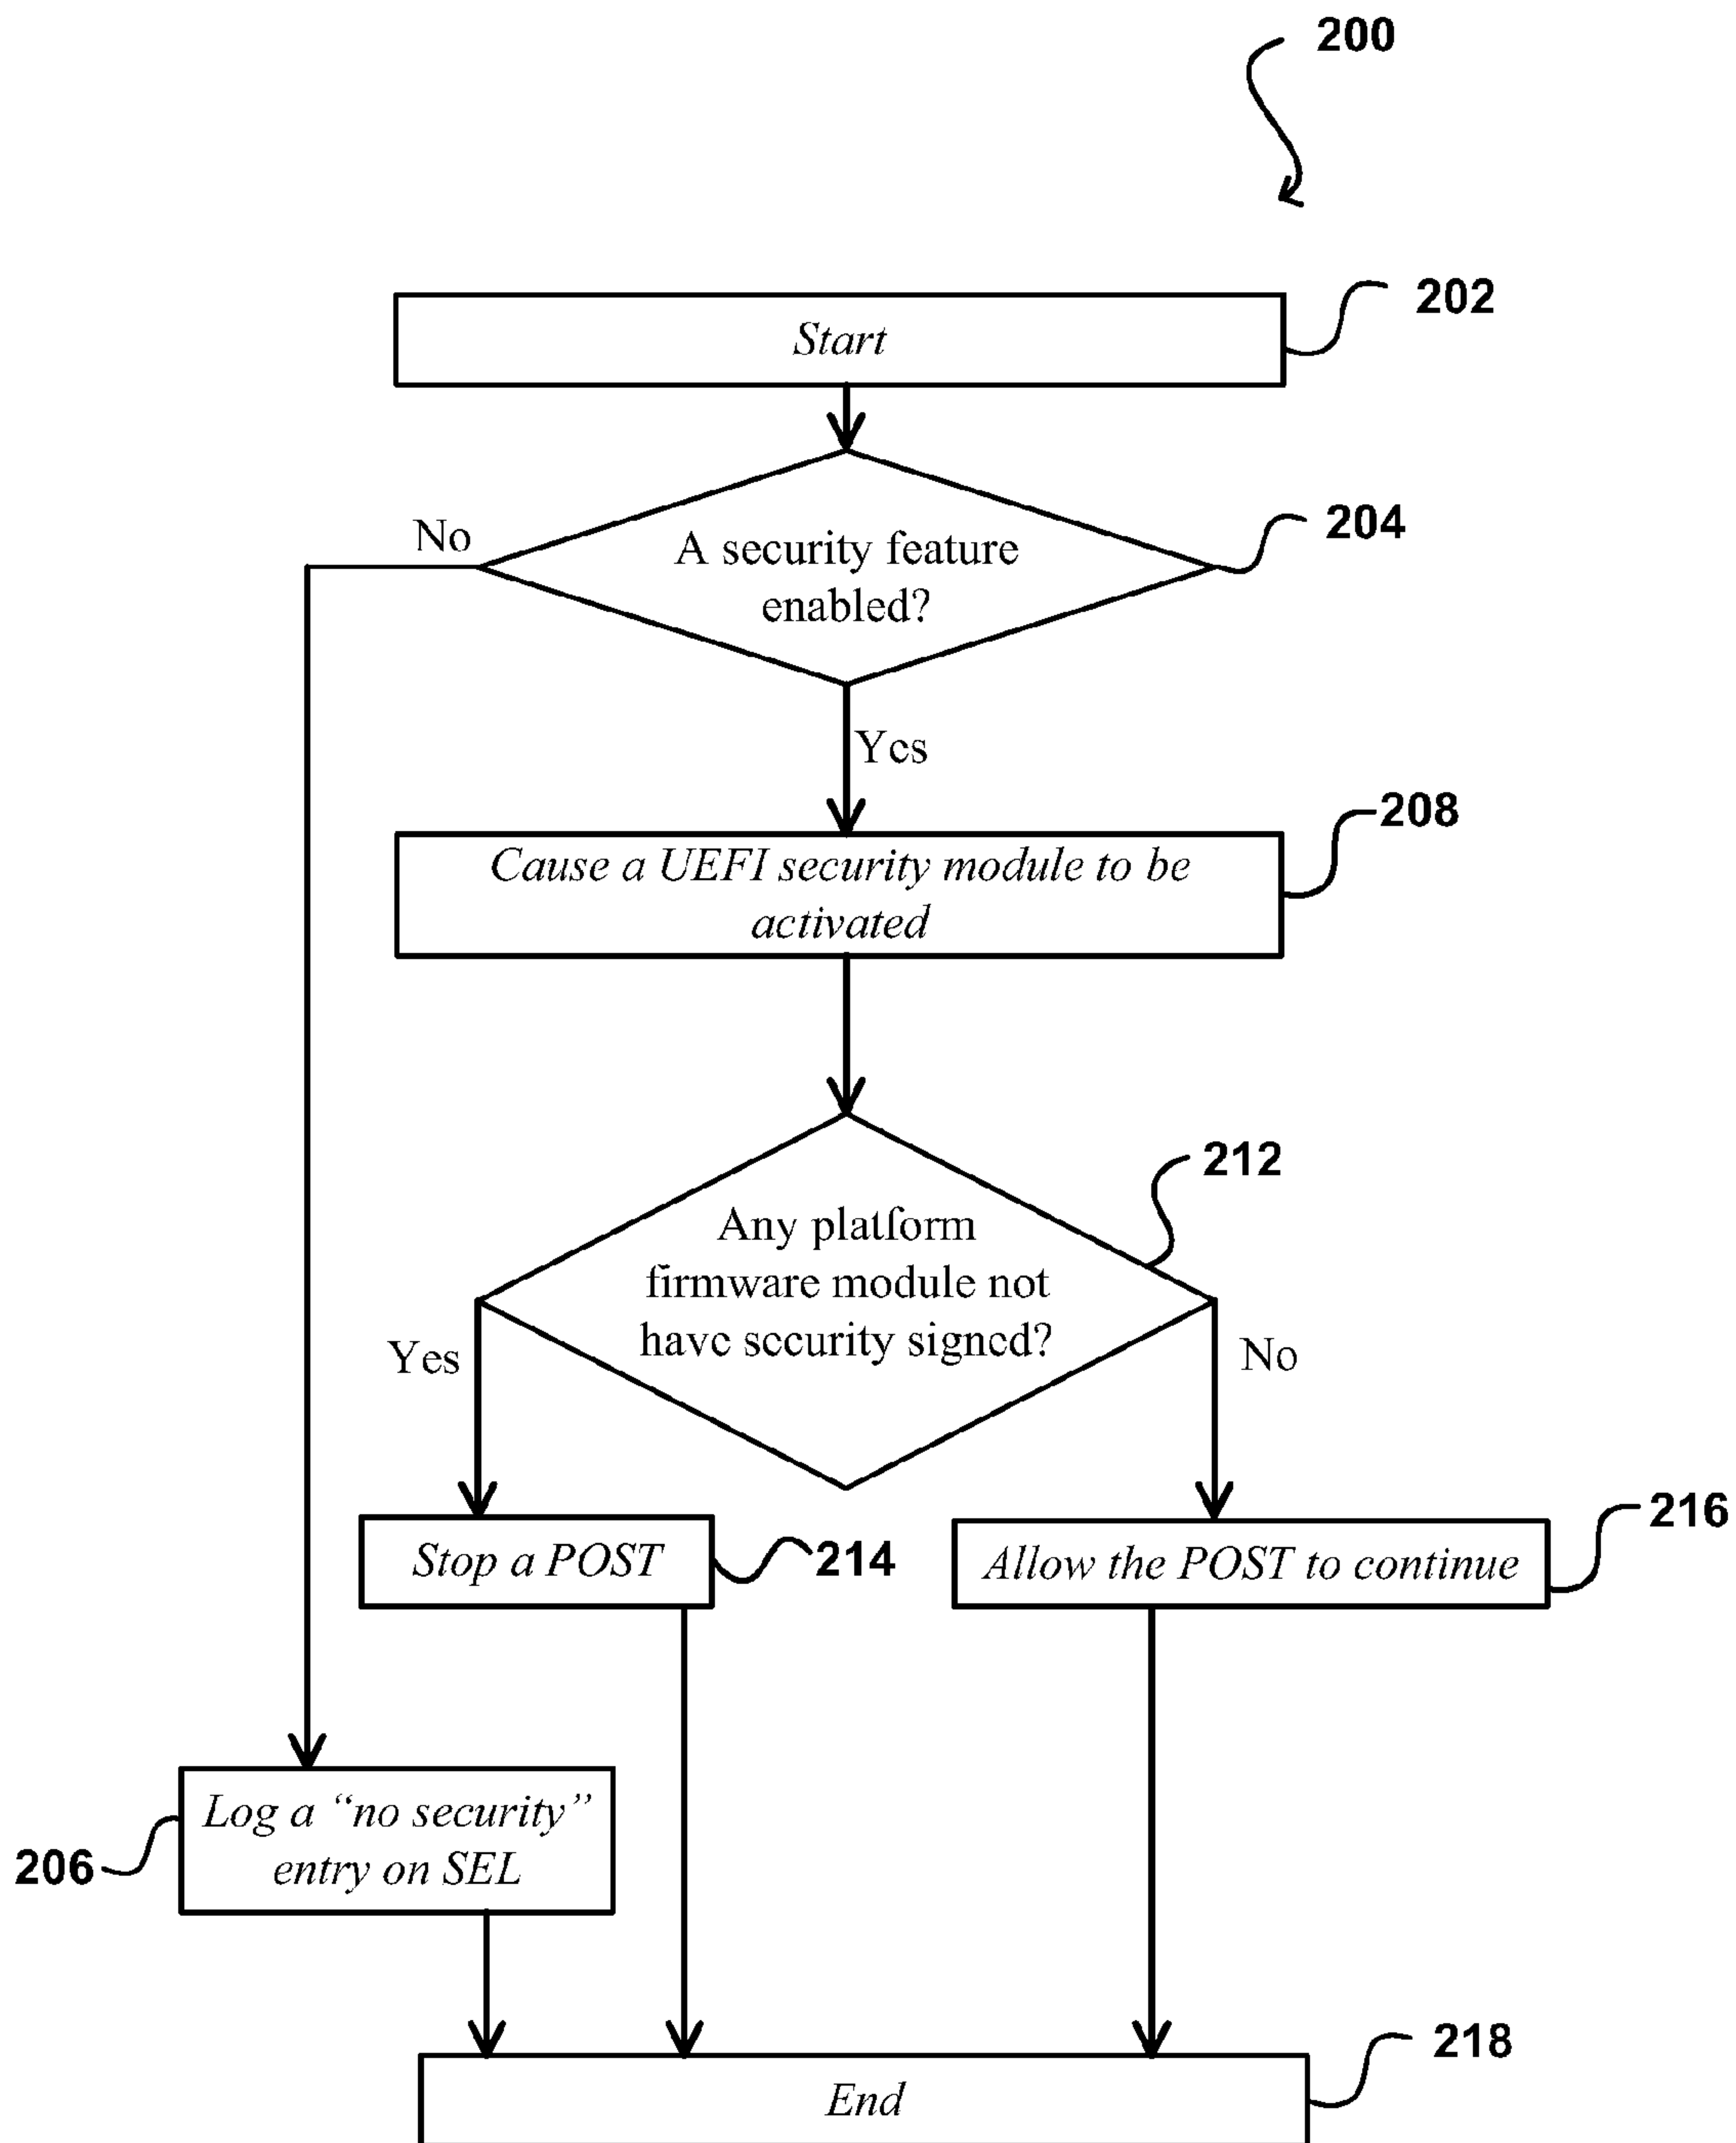 200
202
Start
204
No
A security feature
enabled?
Yes
208
Cause a UEFI security module to be
activated
212
Any platform
firmware module not
have security signed?
Yes
No
216
Stop a POST
214
Allow the POST to continue
Log a “no security”
entry on SEL
206
218
End